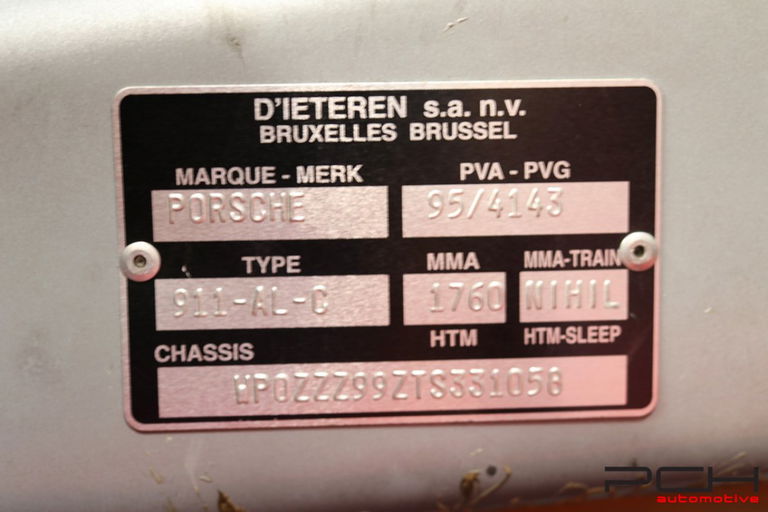 D'IETEREN s.a. n.v.
BRUXELLES BRUSSEL
MARQUE - MERK PVA - PVG
PORSCHE 95/4143
TYPE MMA MMA-TRAIN
911-AL-C 1760 NIHIL
HTM HTM-SLEEP
CHASSIS
WP0ZZZ99ZTS331058
PCH
automotive